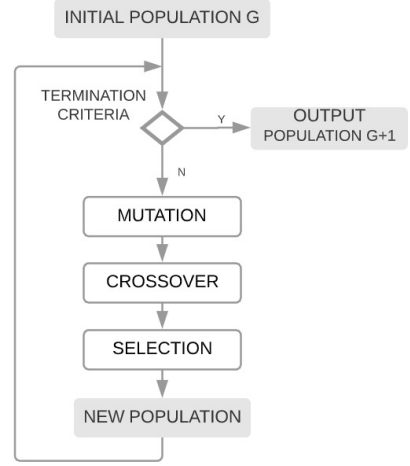 INITIAL POPULATION G
TERMINATION
CRITERIA
Y
OUTPUT
POPULATION G+1
N
MUTATION
CROSSOVER
SELECTION
NEW POPULATION